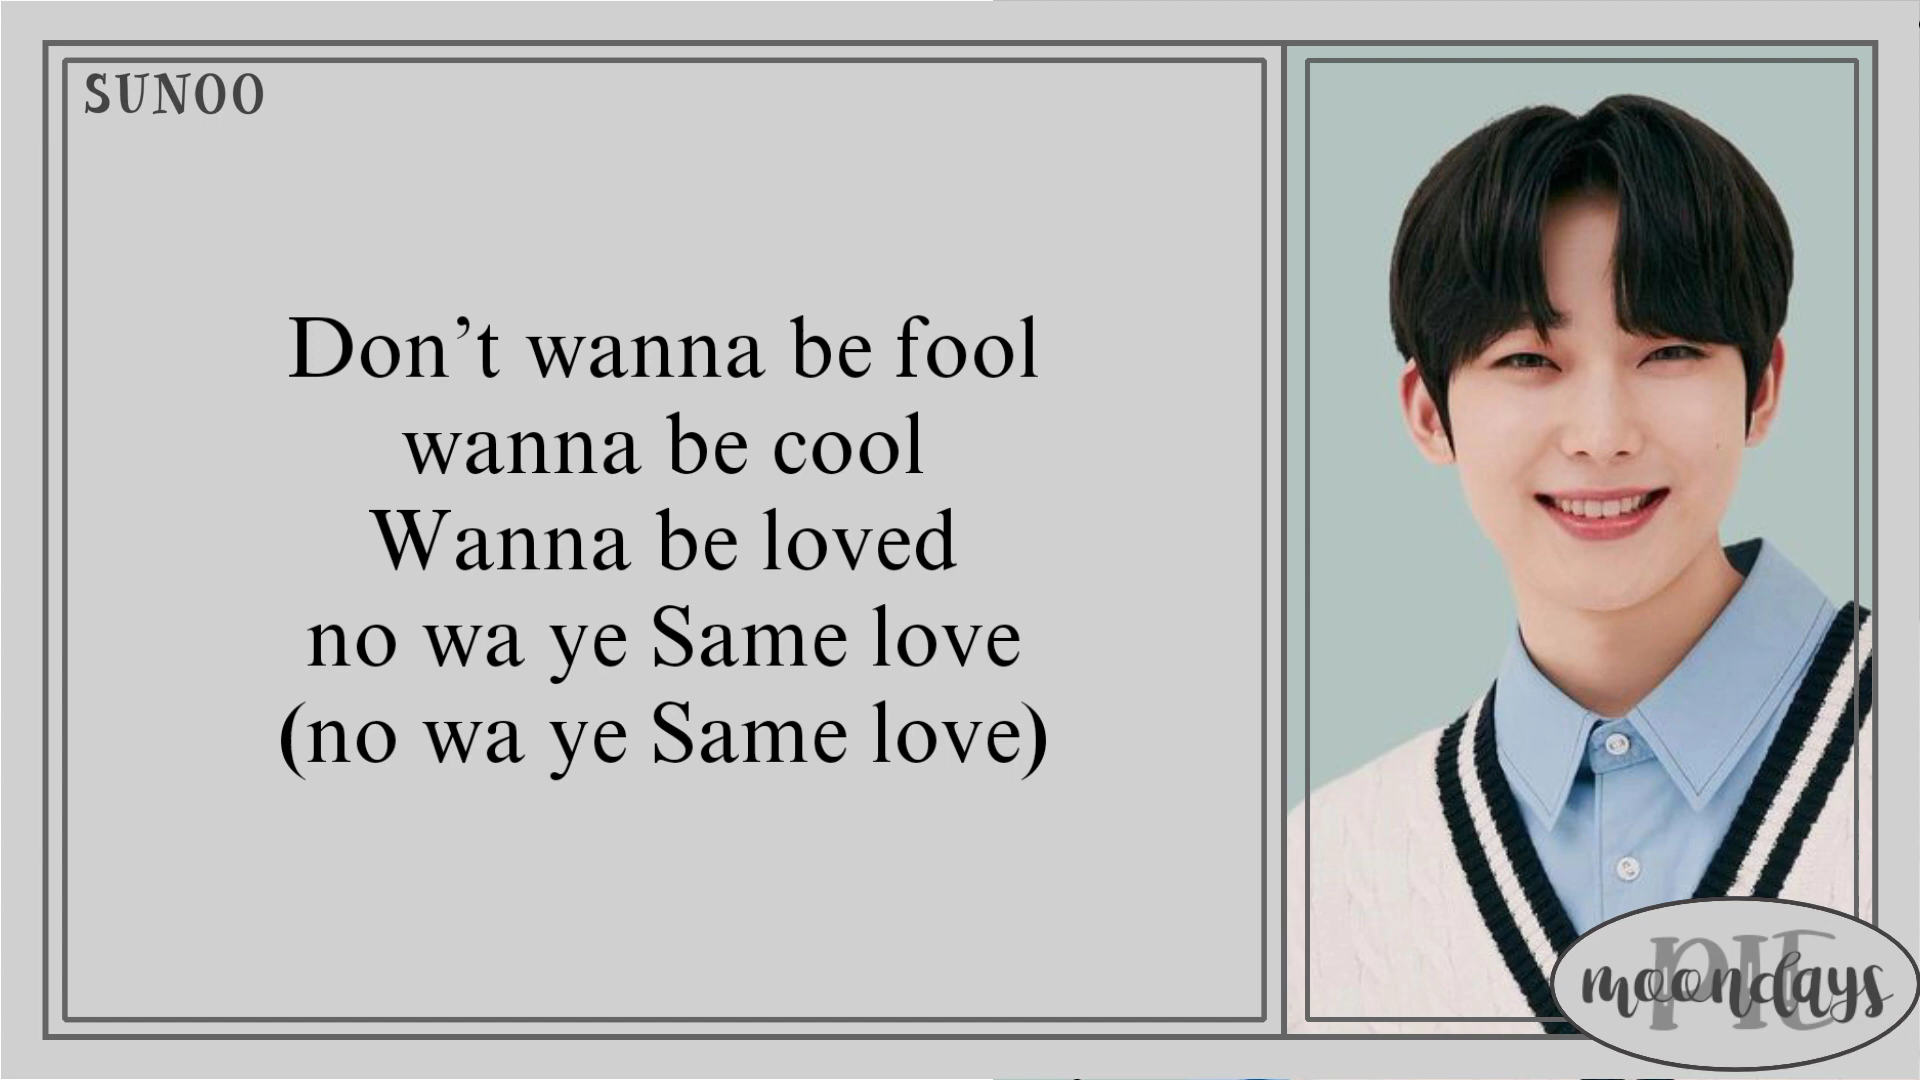 SUNOO
Don’t wanna be fool
wanna be cool
Wanna be loved
no wa ye Same love
(no wa ye Same love)
PIE
moondays